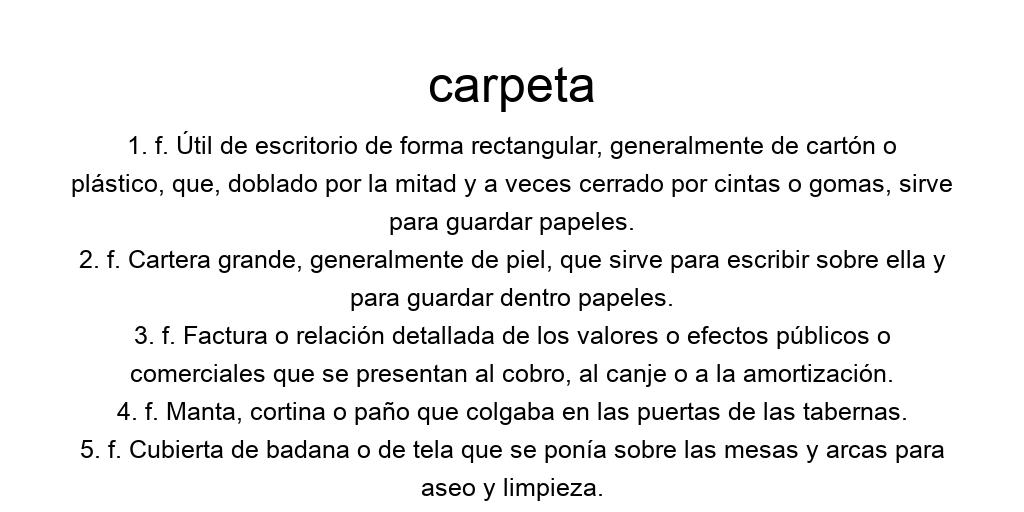 carpeta
1. f. Útil de escritorio de forma rectangular, generalmente de cartón o
plástico, que, doblado por la mitad y a veces cerrado por cintas o gomas, sirve
para guardar papeles.
2. f. Cartera grande, generalmente de piel, que sirve para escribir sobre ella y
para guardar dentro papeles.
3. f. Factura o relación detallada de los valores o efectos públicos o
comerciales que se presentan al cobro, al canje o a la amortización.
4. f. Manta, cortina o paño que colgaba en las puertas de las tabernas.
5. f. Cubierta de badana o de tela que se ponía sobre las mesas y arcas para
aseo y limpieza.